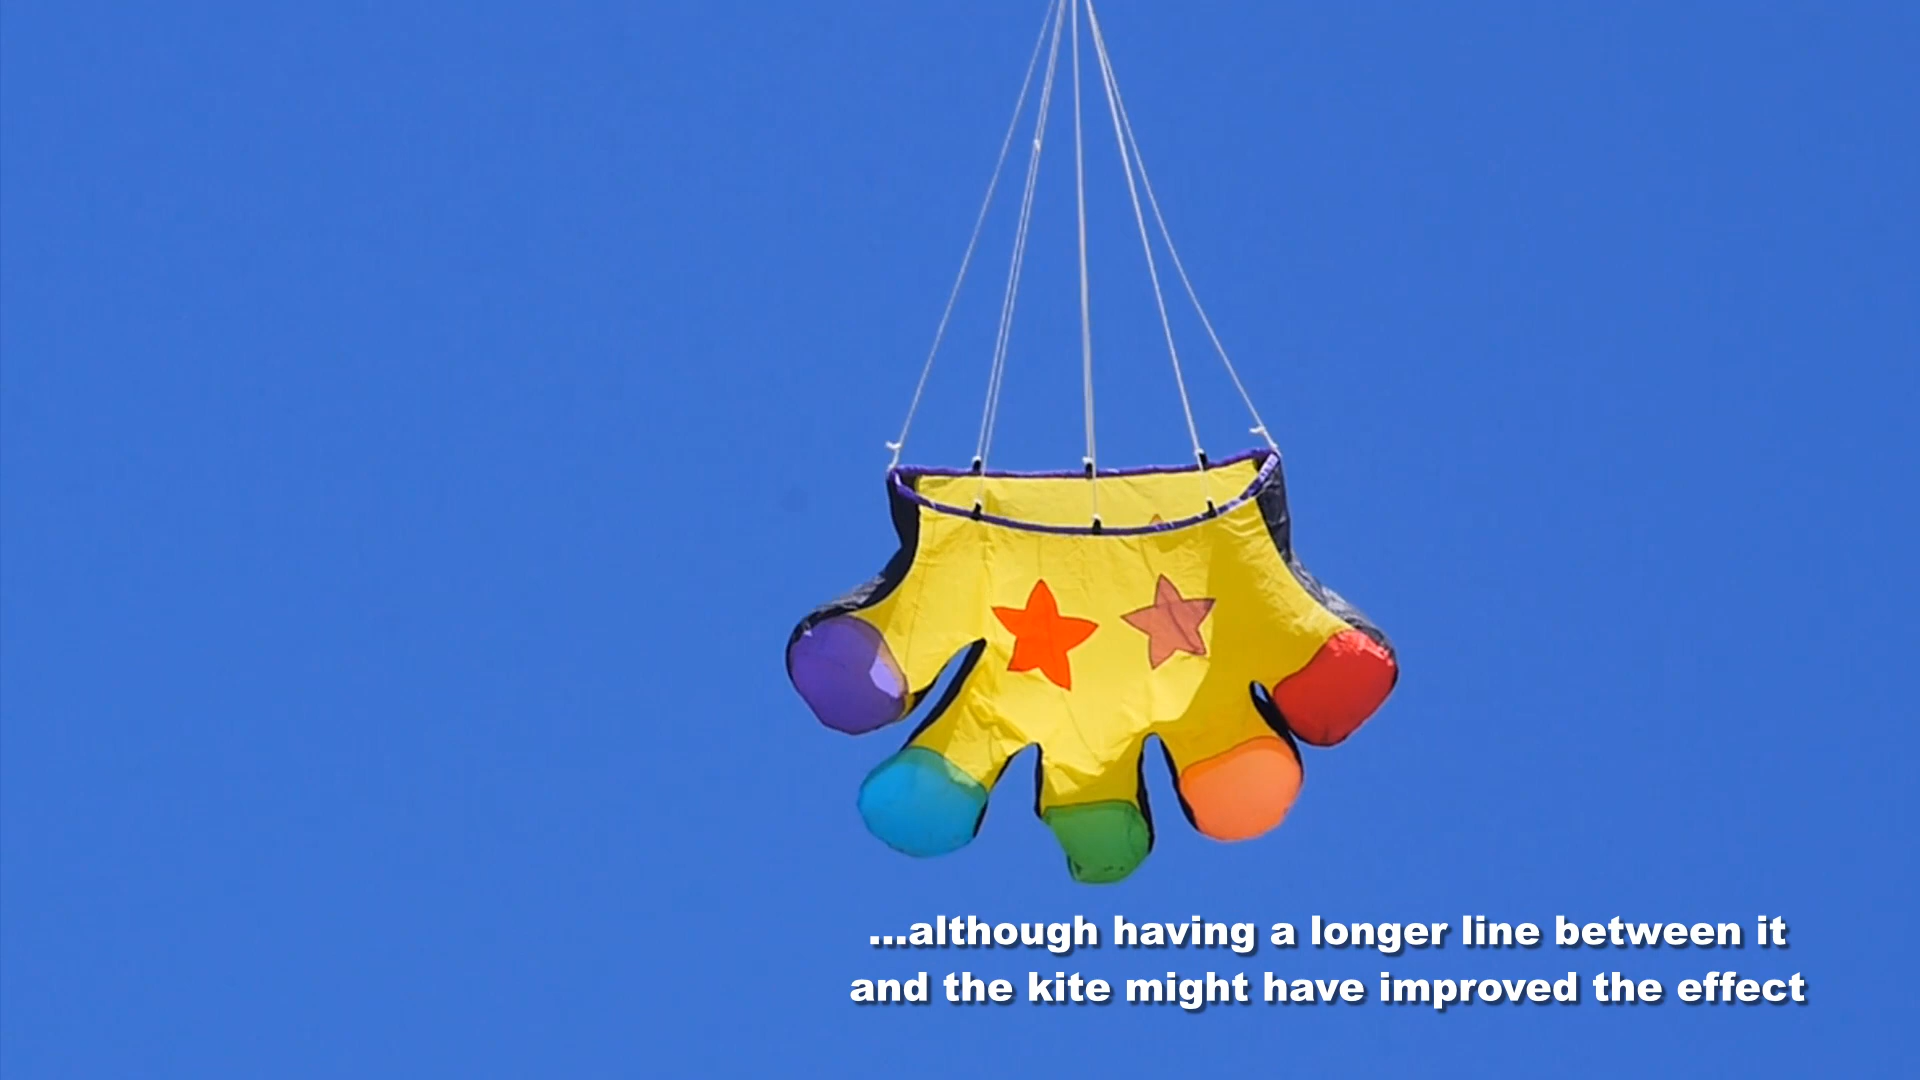 ...although having a longer line between it
and the kite might have improved the effect